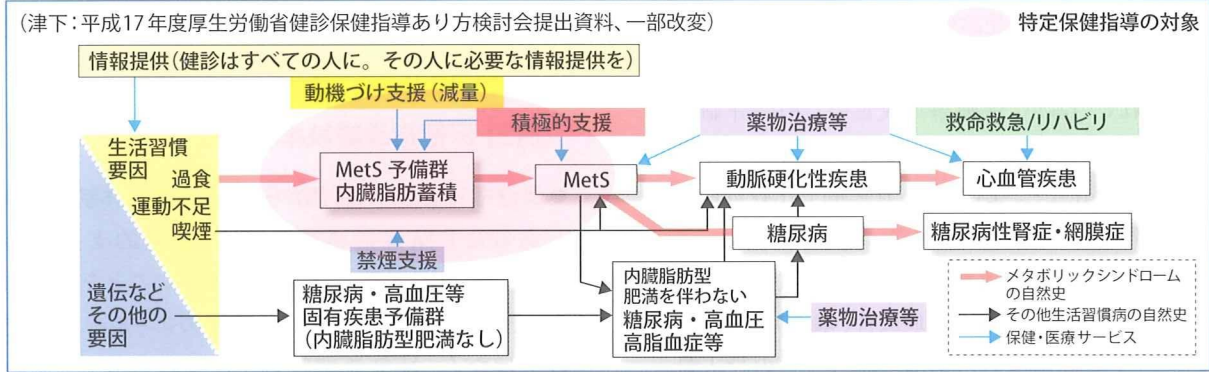 (津下:平成17年度厚生労働省健診保健指導あり方検討会提出資料、一部改変)
特定保健指導の対象
情報提供(健診はすべての人に。その人に必要な情報提供を)
動機づけ支援(減量)
積極的支援
薬物治療等
救命救急/リハビリ
生活習慣
要因
過食
運動不足
喫煙
MetS 予備群
内臓脂肪蓄積
MetS
動脈硬化性疾患
心血管疾患
糖尿病
糖尿病性腎症・網膜症
禁煙支援
遺伝など
その他の
要因
糖尿病・高血圧等
固有疾患予備群
(内臓脂肪型肥満なし)
内臓脂肪型
肥満を伴わない
糖尿病・高血圧
高脂血症等
薬物治療等
メタボリックシンドローム
の自然史
その他生活習慣病の自然史
保健・医療サービス